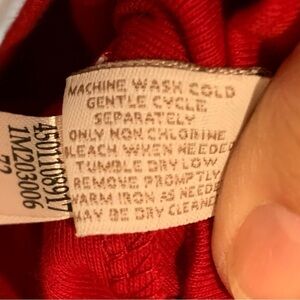 MACHINE WASH COLD
GENTLE CYCLE
SEPARATELY
ONLY NON CHLORINE
BLEACH WHEN NEEDED
TUMBLE DRY LOW
REMOVE PROMPTLY
WARM IRON AS NEEDED
MAY BE DRY CLEANED
4501108917
1M203006
72